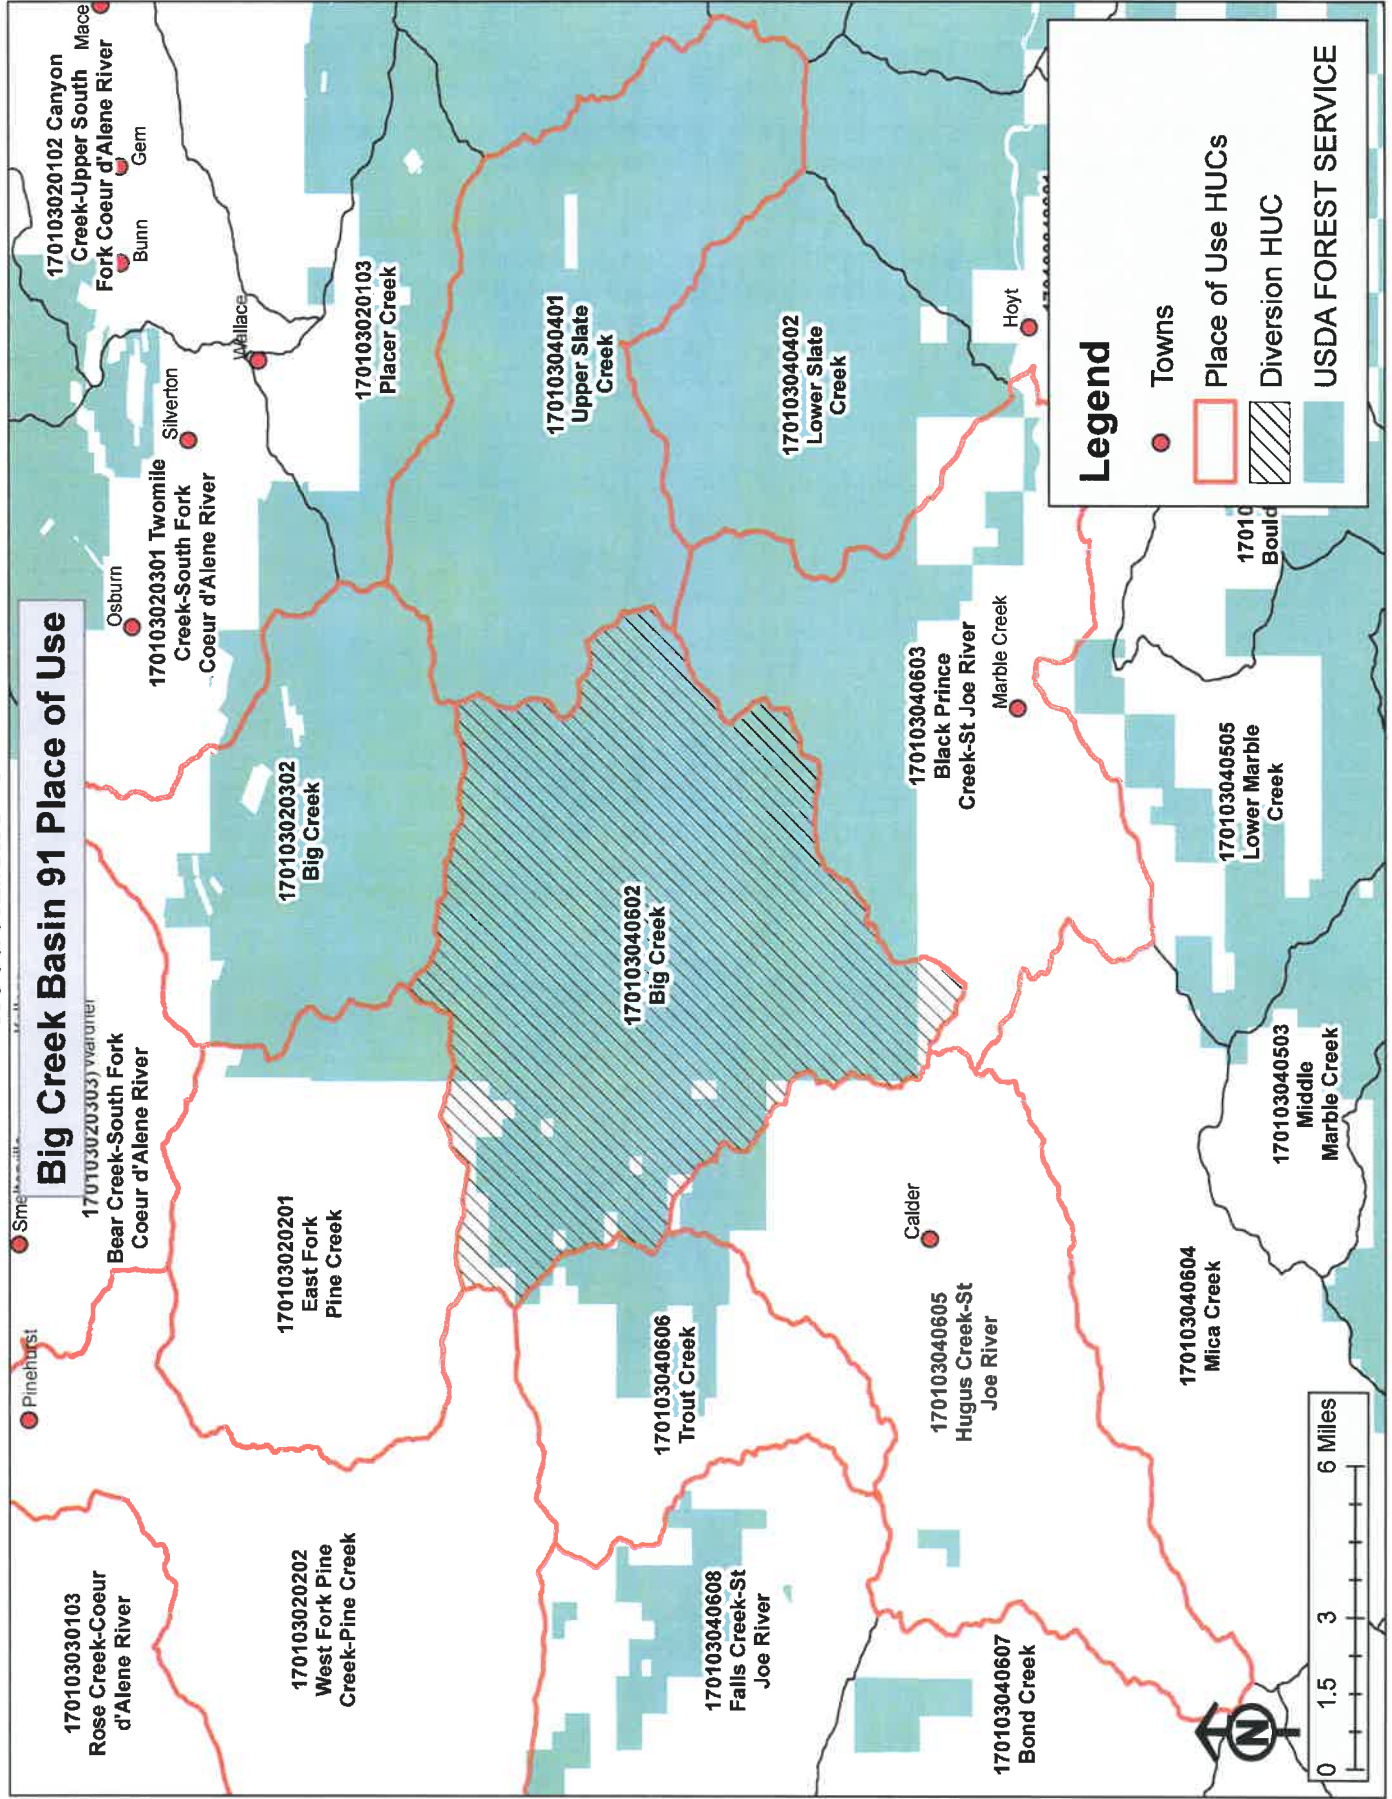 Big Creek Basin 91 Place of Use
Pinehurst
Osburn
Silverton
Wallace
Bunn
Gem
Mace
170103030103
Rose Creek-Coeur
d'Alene River
170103020202
West Fork Pine
Creek-Pine Creek
170103020201
East Fork
Pine Creek
170103020303
Wardner
Bear Creek-South Fork
Coeur d'Alene River
170103020302
Big Creek
170103020301 Twomile
Creek-South Fork
Coeur d'Alene River
170103020102 Canyon
Creek-Upper South
Fork Coeur d'Alene River
170103020103
Placer Creek
170103040401
Upper Slate
Creek
170103040402
Lower Slate
Creek
170103040602
Big Creek
170103040606
Trout Creek
170103040608
Falls Creek-St
Joe River
170103040603
Black Prince
Creek-St Joe River
Marble Creek
Hoyt
Calder
170103040605
Hugus Creek-St
Joe River
170103040607
Bond Creek
170103040604
Mica Creek
170103040503
Middle
Marble Creek
170103040505
Lower Marble
Creek
17010
Bould
Legend
Towns
Place of Use HUCs
Diversion HUC
USDA FOREST SERVICE
N
0 1.5 3 6 Miles